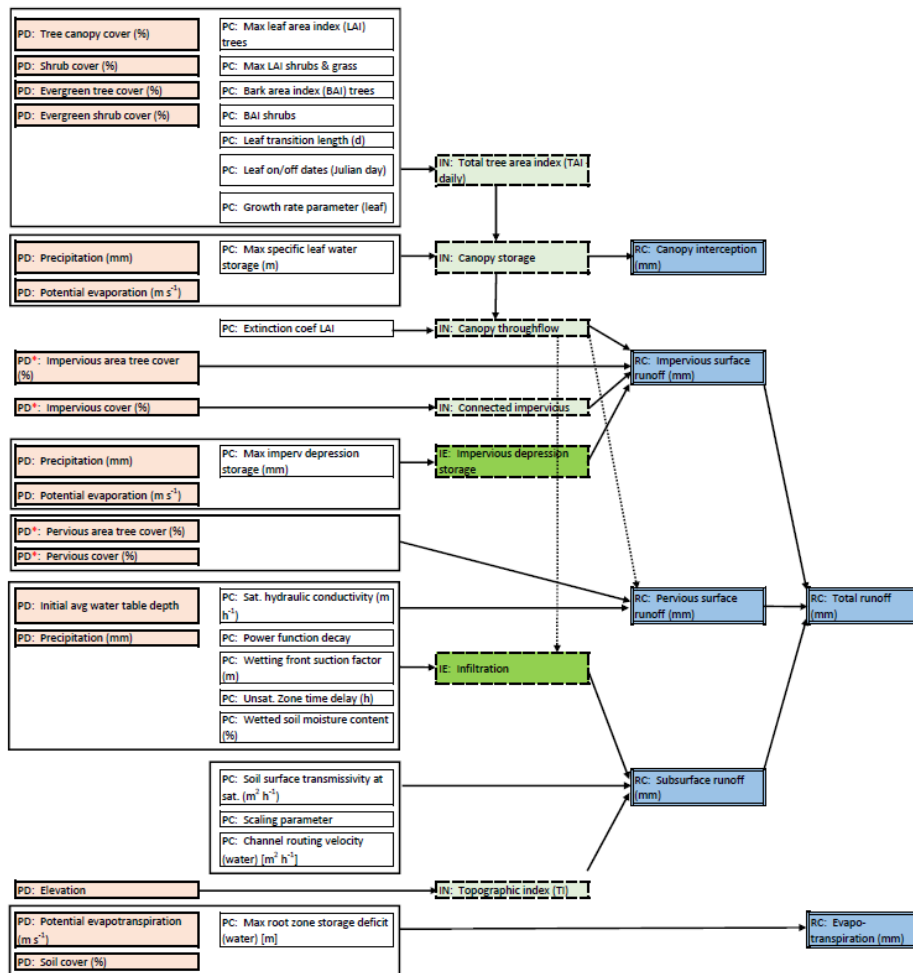 PD: Tree canopy cover (%)
PC: Max leaf area index (LAI)
trees
PD: Shrub cover (%)
PC: Max LAI shrubs & grass
PD: Evergreen tree cover (%)
PC: Bark area index (BAI) trees
PD: Evergreen shrub cover (%)
PC: BAI shrubs
PC: Leaf transition length (d)
PC: Leaf on/off dates (Julian day)
IN: Total tree area index (TAI -
daily)
PC: Growth rate parameter (leaf)
PD: Precipitation (mm)
PC: Max specific leaf water
storage (m)
IN: Canopy storage
RC: Canopy interception
(mm)
PD: Potential evaporation (m s⁻¹)
PC: Extinction coef LAI
IN: Canopy throughflow
PD*: Impervious area tree cover
(%)
RC: Impervious surface
runoff (mm)
PD*: Impervious cover (%)
IN: Connected impervious
PD: Precipitation (mm)
PC: Max imperv depression
storage (mm)
IE: Impervious depression
storage
PD: Potential evaporation (m s⁻¹)
PD*: Pervious area tree cover (%)
PD*: Pervious cover (%)
PD: Initial avg water table depth
PC: Sat. hydraulic conductivity (m
h⁻¹)
RC: Pervious surface
runoff (mm)
RC: Total runoff
(mm)
PD: Precipitation (mm)
PC: Power function decay
PC: Wetting front suction factor
(m)
IE: Infiltration
PC: Unsat. Zone time delay (h)
PC: Wetted soil moisture content
(%)
PC: Soil surface transmissivity at
sat. (m² h⁻¹)
RC: Subsurface runoff
(mm)
PC: Scaling parameter
PC: Channel routing velocity
(water) [m² h⁻¹]
PD: Elevation
IN: Topographic index (TI)
PD: Potential evapotranspiration
(m s⁻¹)
PC: Max root zone storage deficit
(water) [m]
RC: Evapo-
transpiration (mm)
PD: Soil cover (%)